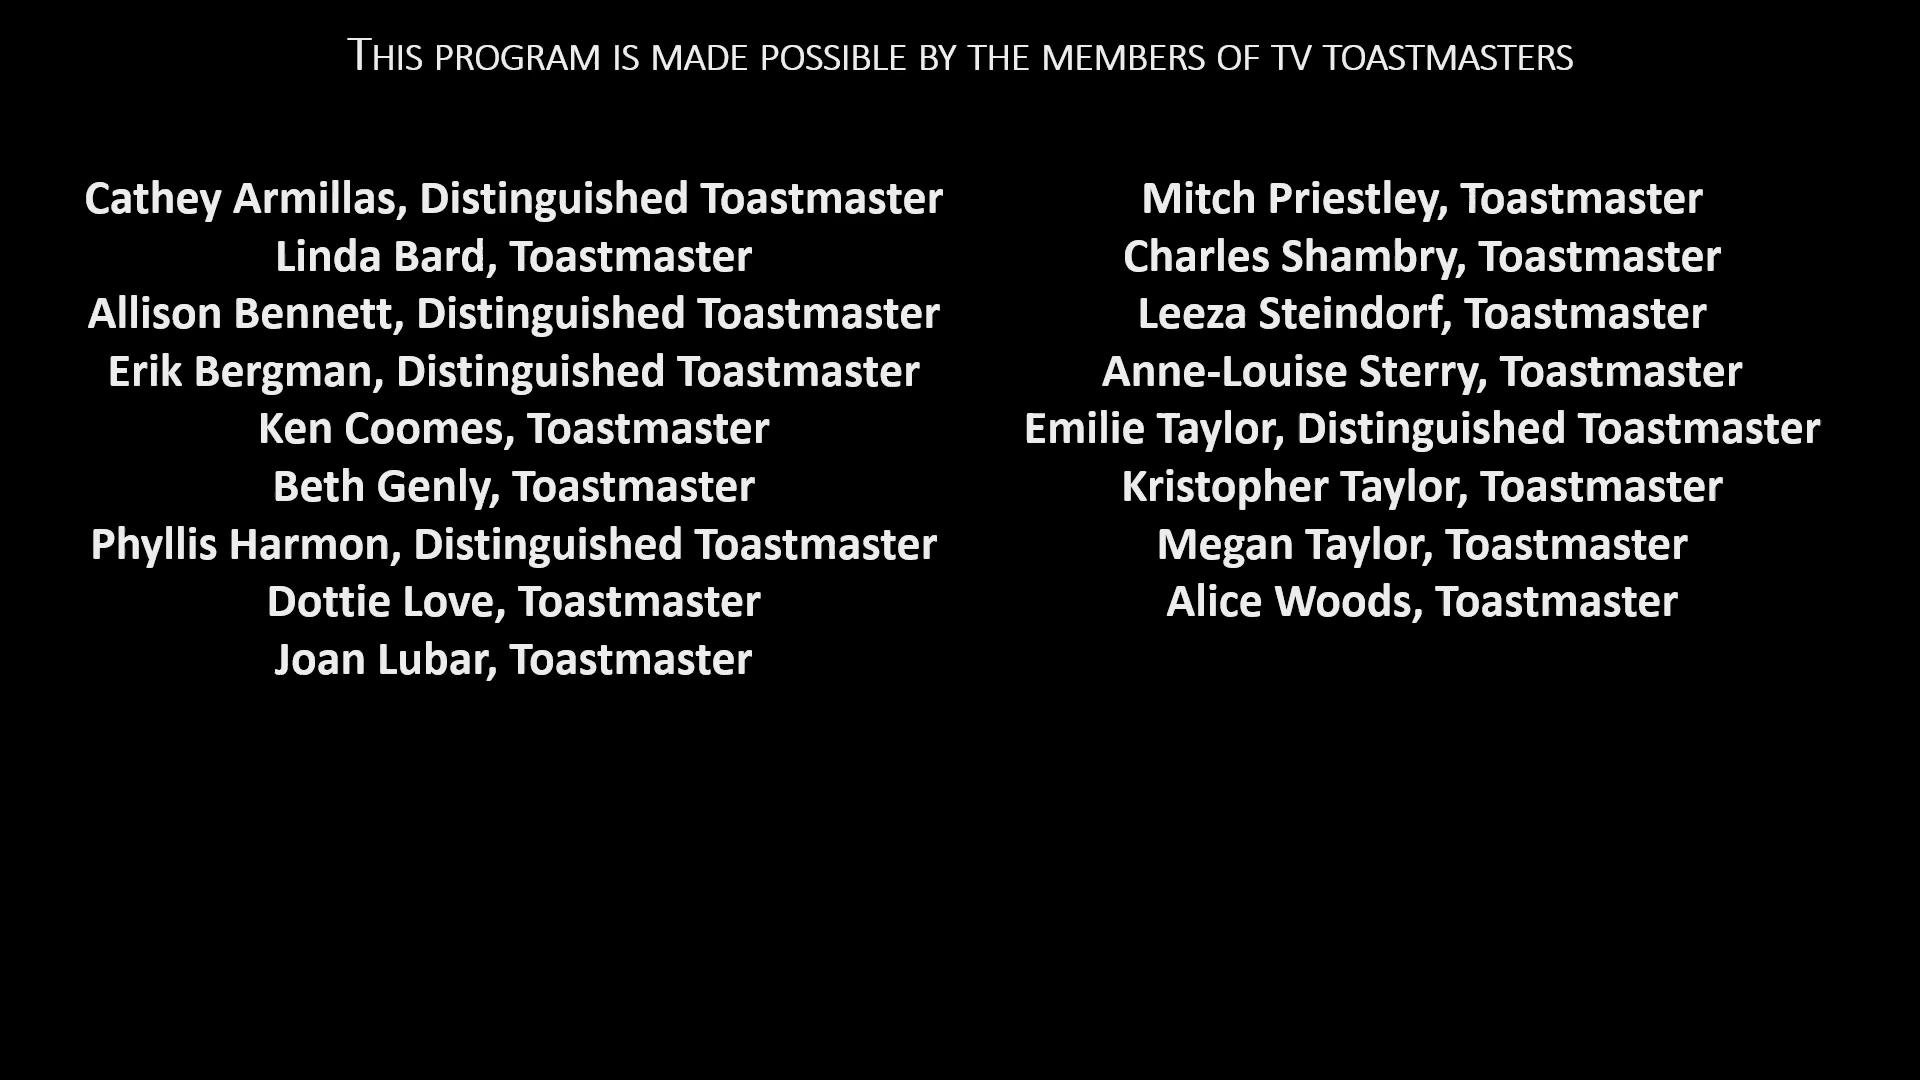 THIS PROGRAM IS MADE POSSIBLE BY THE MEMBERS OF TV TOASTMASTERS
Cathey Armillas, Distinguished Toastmaster
Linda Bard, Toastmaster
Allison Bennett, Distinguished Toastmaster
Erik Bergman, Distinguished Toastmaster
Ken Coomes, Toastmaster
Beth Genly, Toastmaster
Phyllis Harmon, Distinguished Toastmaster
Dottie Love, Toastmaster
Joan Lubar, Toastmaster
Mitch Priestley, Toastmaster
Charles Shambry, Toastmaster
Leeza Steindorf, Toastmaster
Anne-Louise Sterry, Toastmaster
Emilie Taylor, Distinguished Toastmaster
Kristopher Taylor, Toastmaster
Megan Taylor, Toastmaster
Alice Woods, Toastmaster